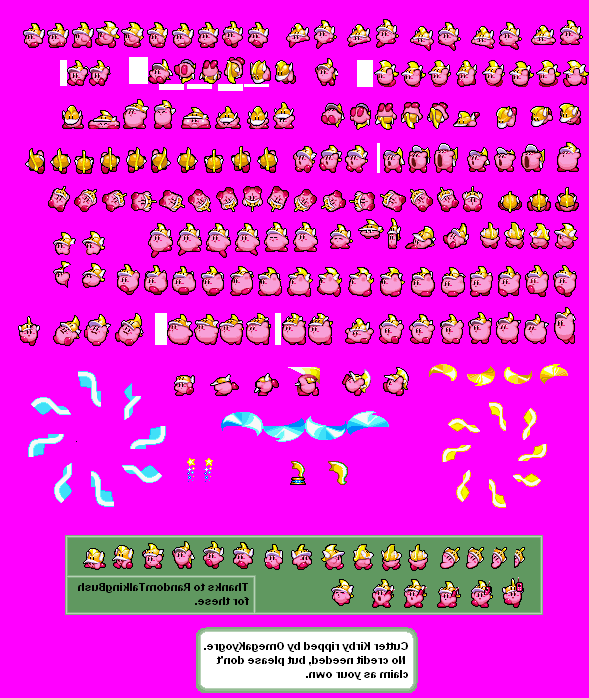 Thanks to RandomTalkingBush
for these.
Cutter Kirby ripped by OmegaKyogre.
No credit needed, but please don't
claim as your own.